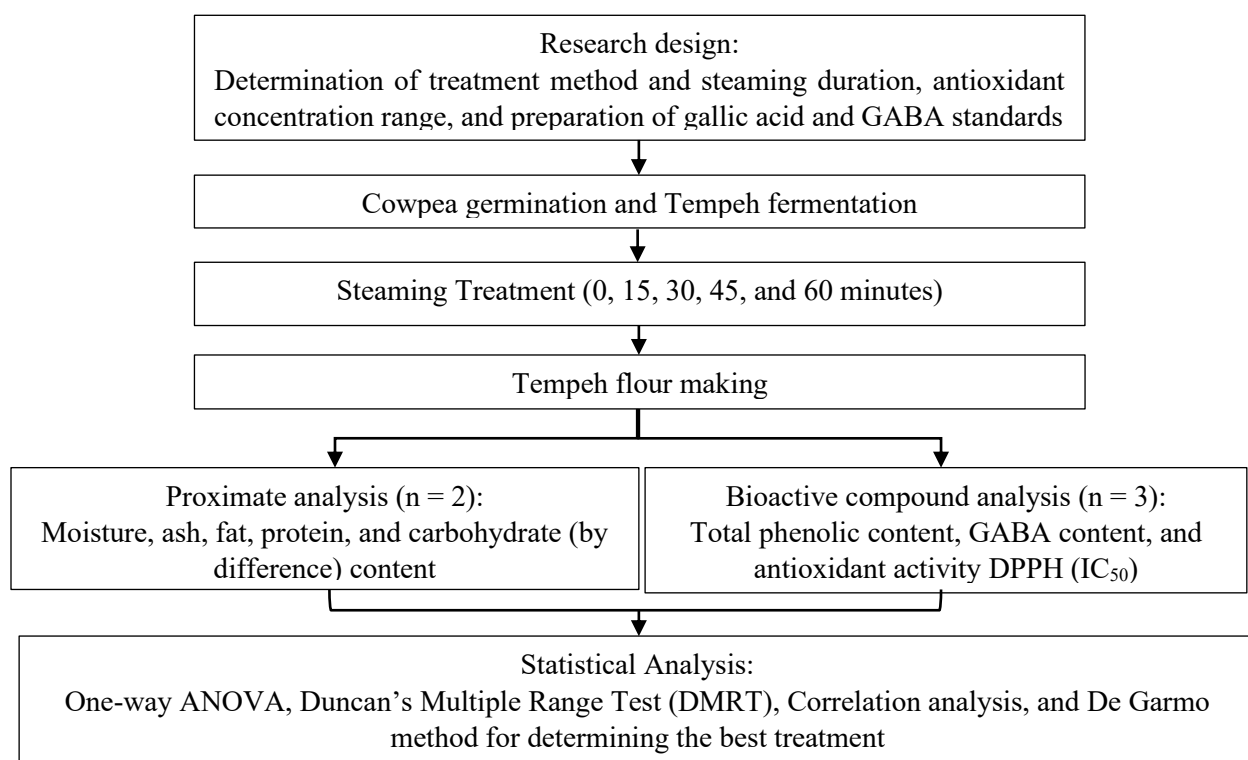 Research design:
Determination of treatment method and steaming duration, antioxidant
concentration range, and preparation of gallic acid and GABA standards
Cowpea germination and Tempeh fermentation
Steaming Treatment (0, 15, 30, 45, and 60 minutes)
Tempeh flour making
Proximate analysis (n = 2):
Moisture, ash, fat, protein, and carbohydrate (by
difference) content
Bioactive compound analysis (n = 3):
Total phenolic content, GABA content, and
antioxidant activity DPPH (IC₅₀)
Statistical Analysis:
One-way ANOVA, Duncan’s Multiple Range Test (DMRT), Correlation analysis, and De Garmo
method for determining the best treatment